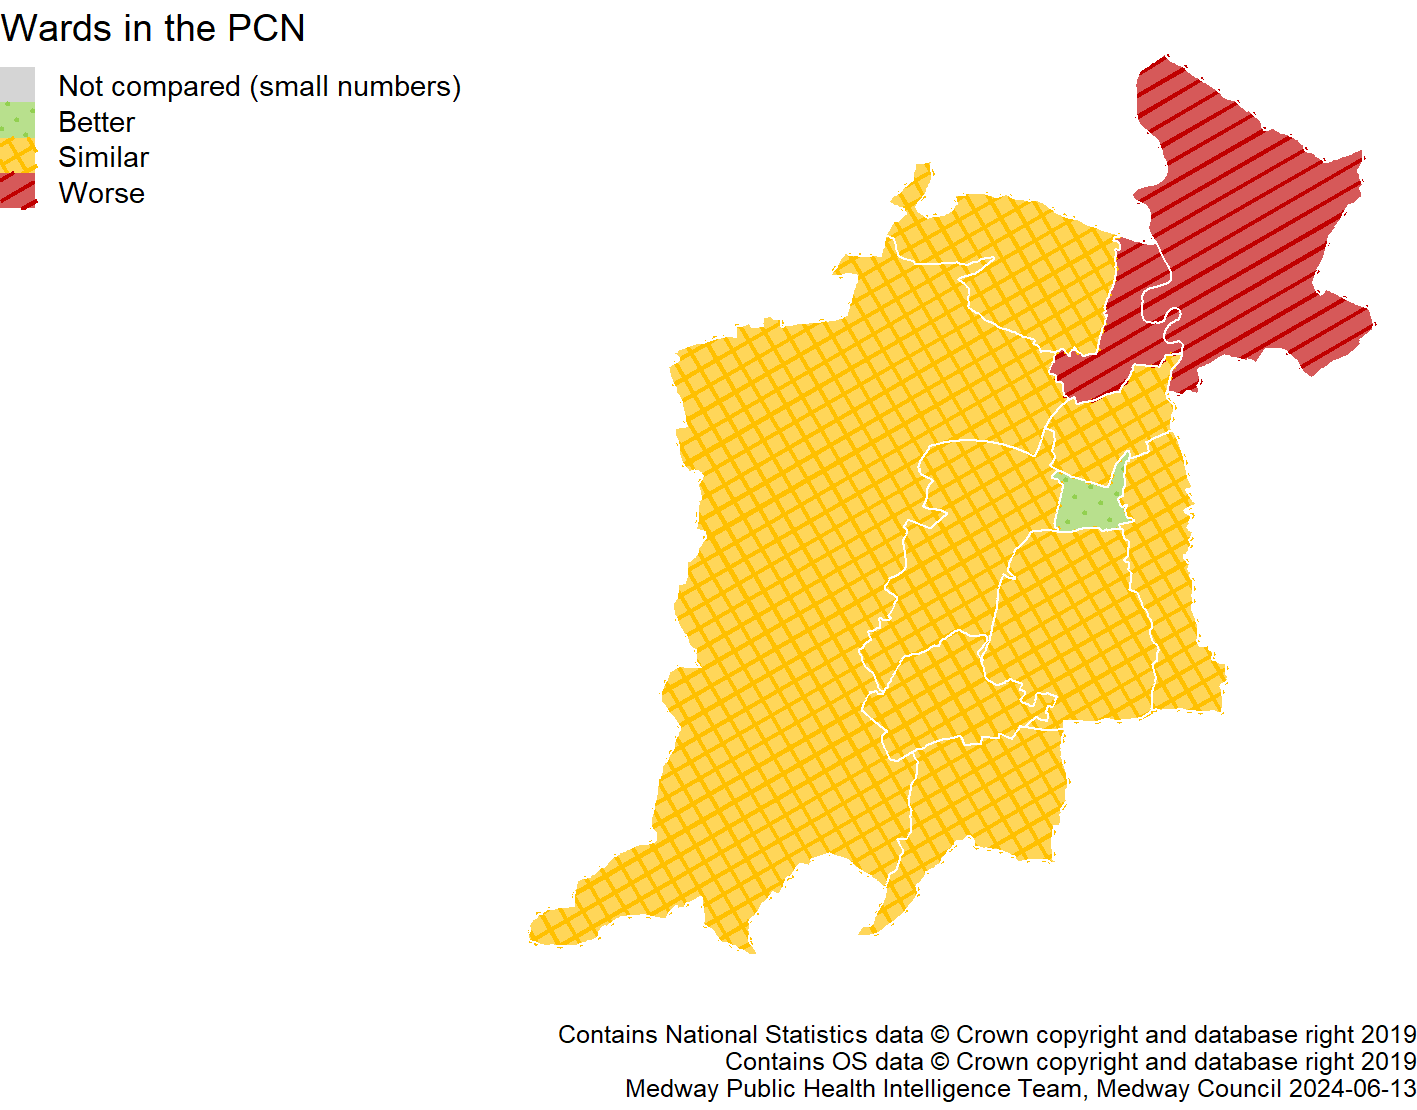 Wards in the PCN
Not compared (small numbers)
Better
Similar
Worse
Contains National Statistics data © Crown copyright and database right 2019
Contains OS data © Crown copyright and database right 2019
Medway Public Health Intelligence Team, Medway Council 2024-06-13